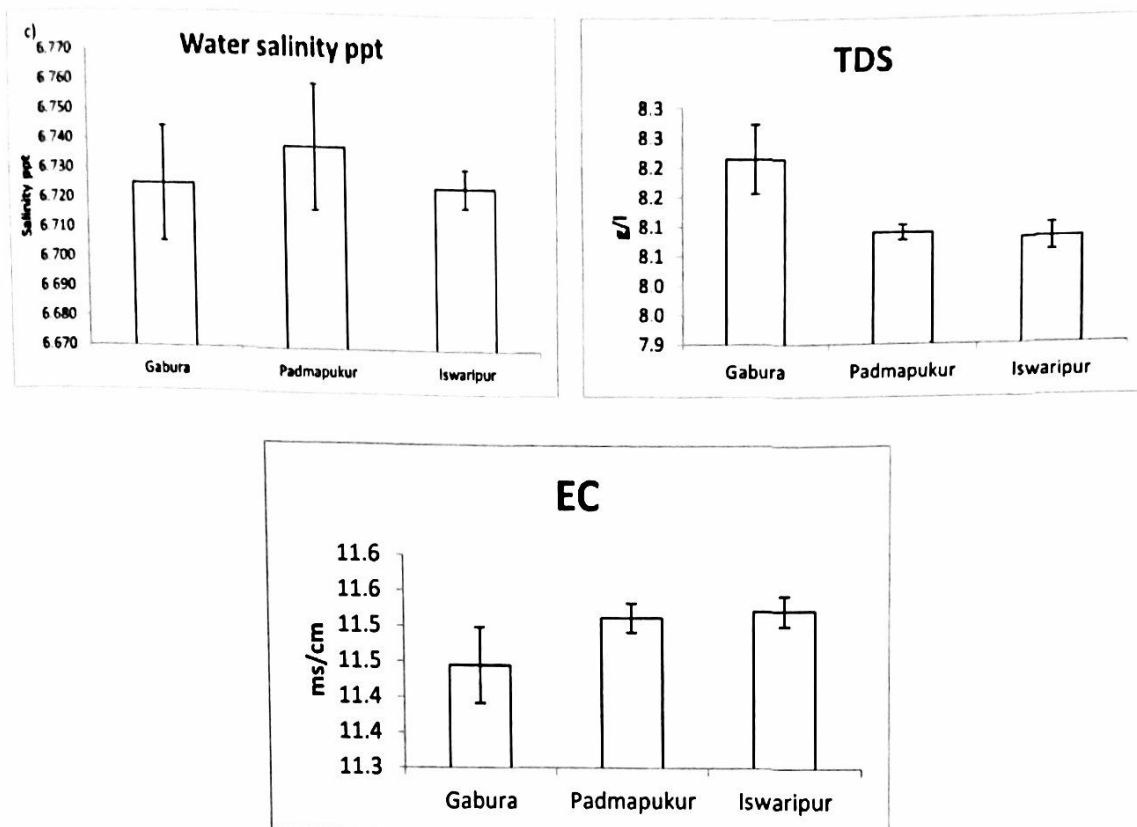 c)
Water salinity ppt
6.770
6.760
6.750
6.740
6.730
6.720
6.710
6.700
6.690
6.680
6.670
Salinity ppt
Gabura Padmapukur Iswaripur
TDS
8.3
8.3
8.2
8.2
8.1
8.1
8.0
8.0
7.9
g/l
Gabura Padmapukur Iswaripur
EC
11.6
11.6
11.5
11.5
11.4
11.4
11.3
ms/cm
Gabura Padmapukur Iswaripur